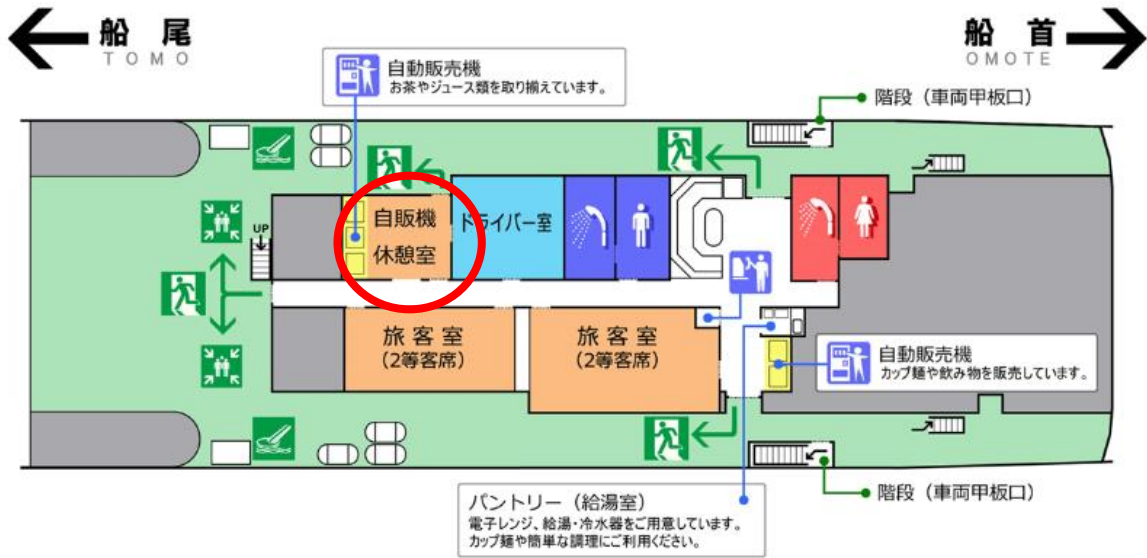 船 尾
TOMO
船 首
OMOTE
自動販売機
お茶やジュース類を取り揃えています。
階段（車両甲板口）
自販機
休憩室
ドライバー室
UP
旅 客 室
(2等客席)
旅 客 室
(2等客席)
自動販売機
カップ麺や飲み物を販売しています。
パントリー（給湯室）
電子レンジ、給湯・冷水器をご用意しています。
カップ麺や簡単な調理にご利用ください。
階段（車両甲板口）